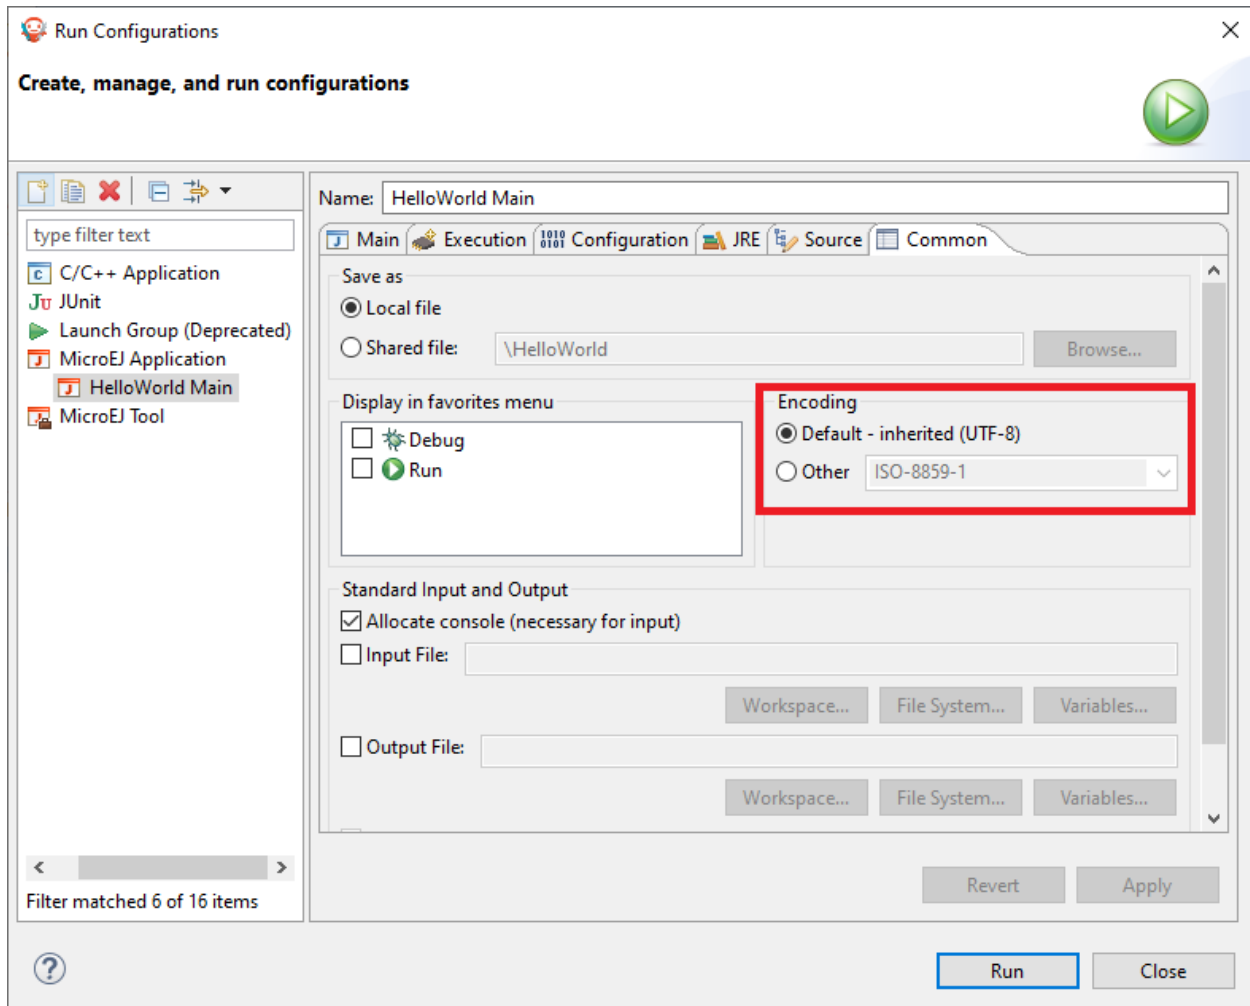 Run Configurations
Create, manage, and run configurations
type filter text
C/C++ Application
JUnit
Launch Group (Deprecated)
MicroEJ Application
HelloWorld Main
MicroEJ Tool
Filter matched 6 of 16 items
Name: HelloWorld Main
Main Execution Configuration JRE Source Common
Save as
Local file
Shared file: \HelloWorld Browse...
Display in favorites menu
Debug
Run
Encoding
Default - inherited (UTF-8)
Other ISO-8859-1
Standard Input and Output
Allocate console (necessary for input)
Input File:
Workspace... File System... Variables...
Output File:
Workspace... File System... Variables...
Revert Apply
Run Close